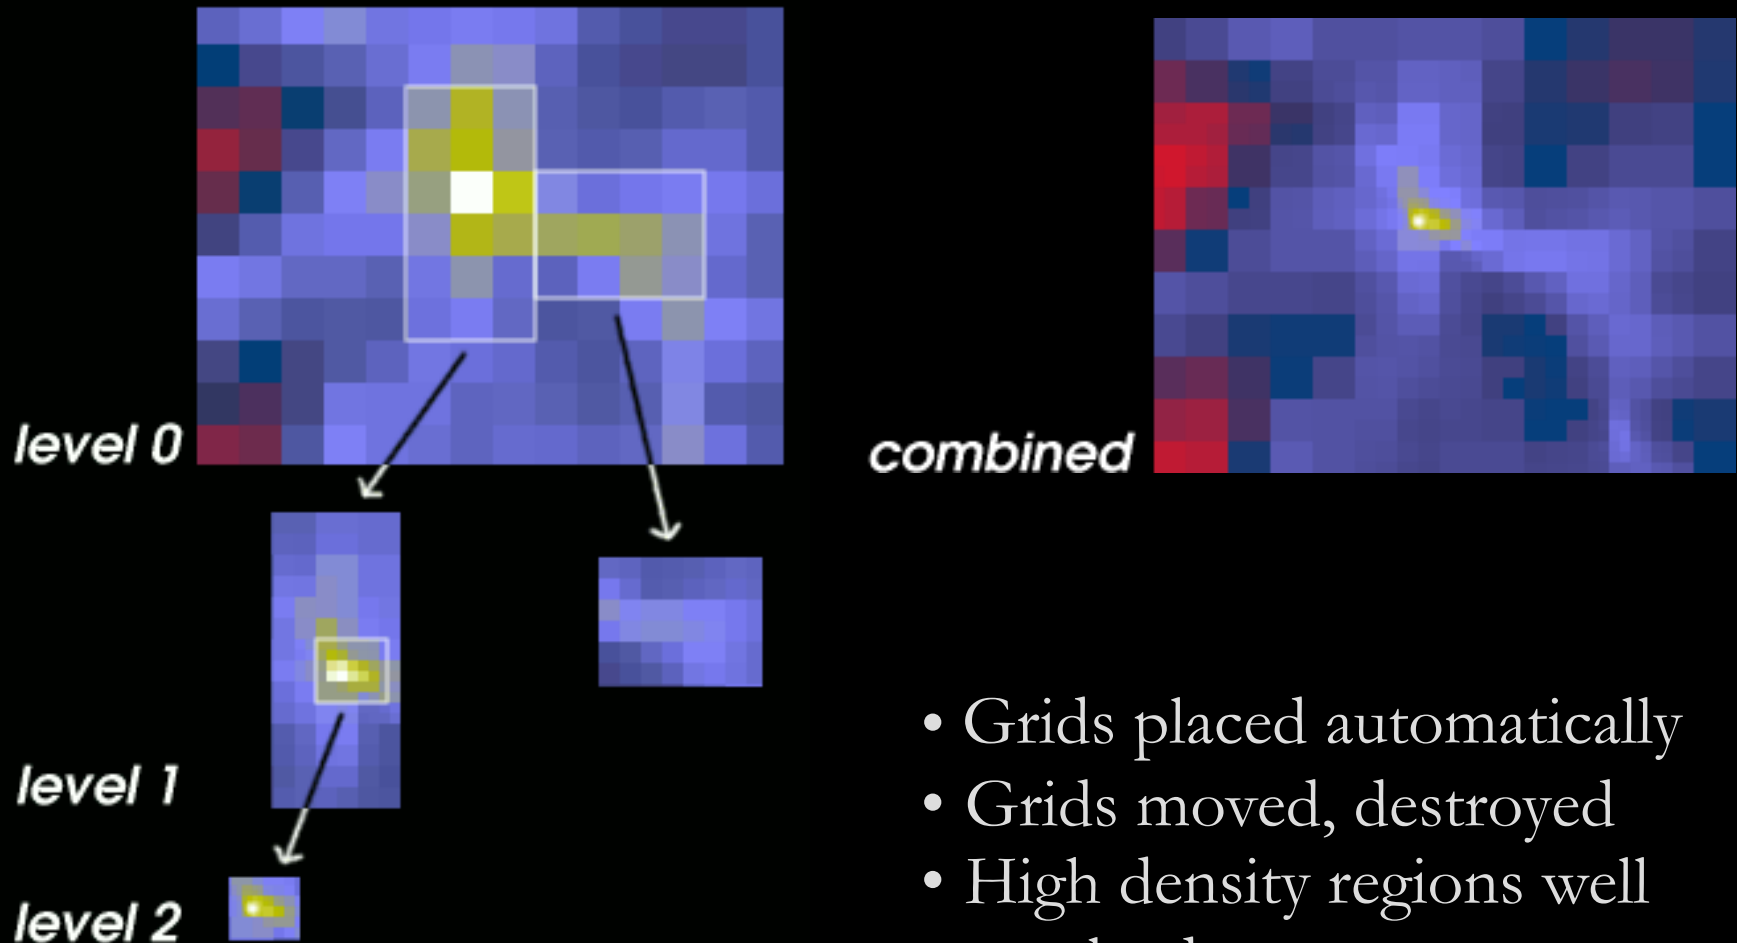 level 0
combined
level 1
level 2
• Grids placed automatically
• Grids moved, destroyed
• High density regions well